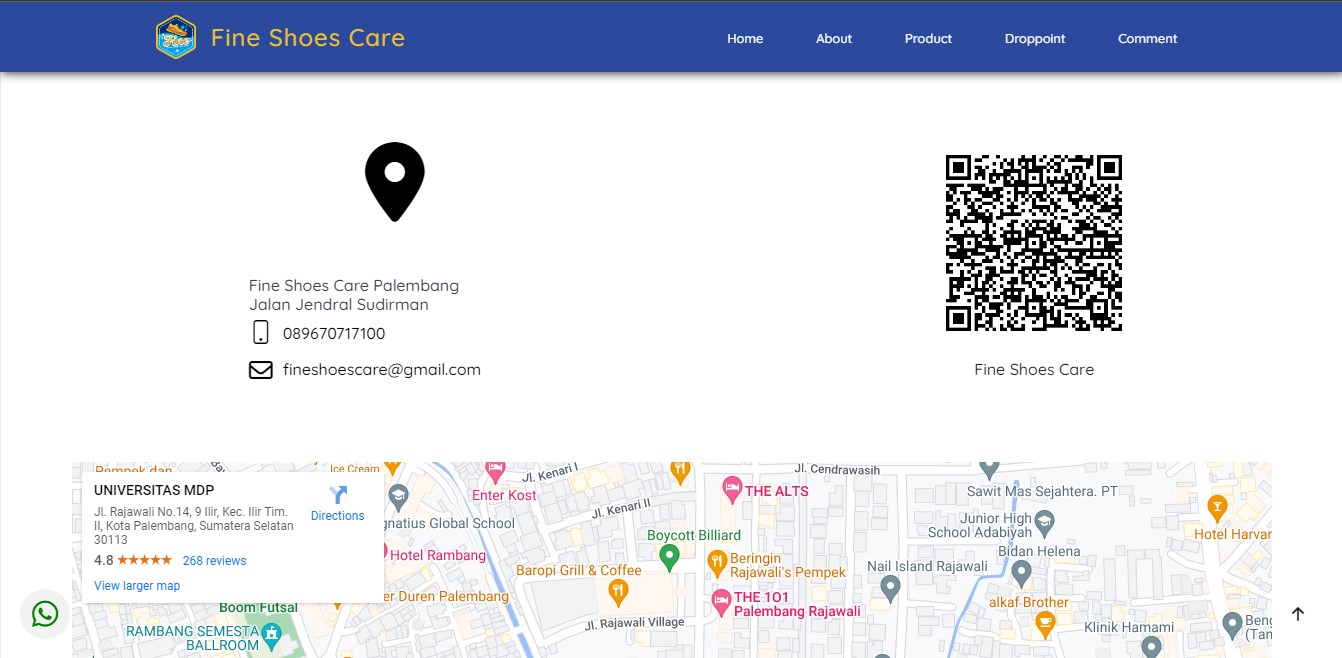 Fine
Fine Shoes Care
Home
About
Product
Droppoint
Comment
Fine Shoes Care Palembang
Jalan Jendral Sudirman
089670717100
fineshoescare@gmail.com
Fine Shoes Care
UNIVERSITAS MDP
Jl. Rajawali No.14, 9 Ilir, Kec. Ilir Tim.
II, Kota Palembang, Sumatera Selatan
30113
Directions
4.8
268 reviews
View larger map
Ice Cream
Enter Kost
Jl. Kenari I
Jl. Cendrawasih
THE ALTS
Sawit Mas Sejahtera. PT
Jl. Kenari II
gnatius Global School
Junior High
School Adabiyah
Hotel Harvar
Boycott Billiard
Hotel Rambang
Bidan Helena
Beringin
Rajawali's Pempek
Baropi Grill & Coffee
Nail Island Rajawali
er Duren Palembang
THE 1O1
Palembang Rajawali
alkaf Brother
Boom Futsal
Jl. Rajawali Village
Klinik Hamami
Beng
(Tan
RAMBANG SEMESTA
BALLROOM